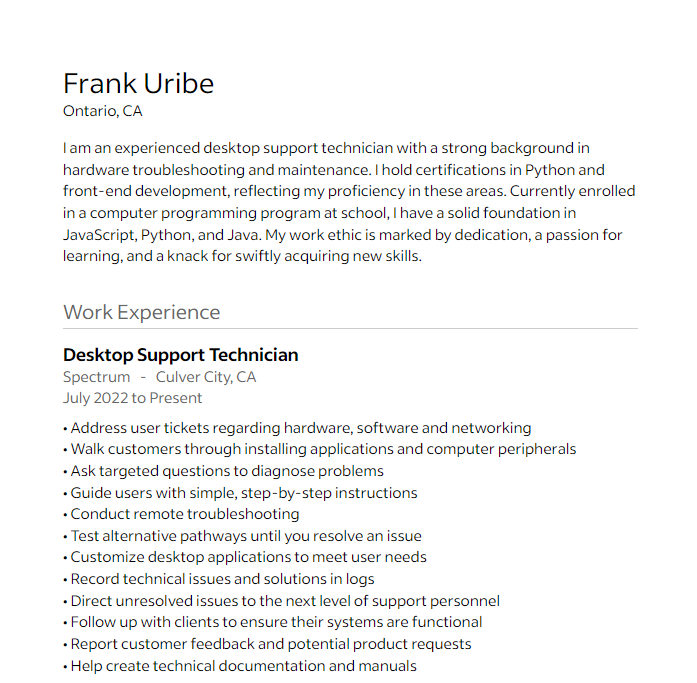 Frank Uribe
Ontario, CA
I am an experienced desktop support technician with a strong background in
hardware troubleshooting and maintenance. I hold certifications in Python and
front-end development, reflecting my proficiency in these areas. Currently enrolled
in a computer programming program at school, I have a solid foundation in
JavaScript, Python, and Java. My work ethic is marked by dedication, a passion for
learning, and a knack for swiftly acquiring new skills.
Work Experience
Desktop Support Technician
Spectrum - Culver City, CA
July 2022 to Present
• Address user tickets regarding hardware, software and networking
• Walk customers through installing applications and computer peripherals
• Ask targeted questions to diagnose problems
• Guide users with simple, step-by-step instructions
• Conduct remote troubleshooting
• Test alternative pathways until you resolve an issue
• Customize desktop applications to meet user needs
• Record technical issues and solutions in logs
• Direct unresolved issues to the next level of support personnel
• Follow up with clients to ensure their systems are functional
• Report customer feedback and potential product requests
• Help create technical documentation and manuals